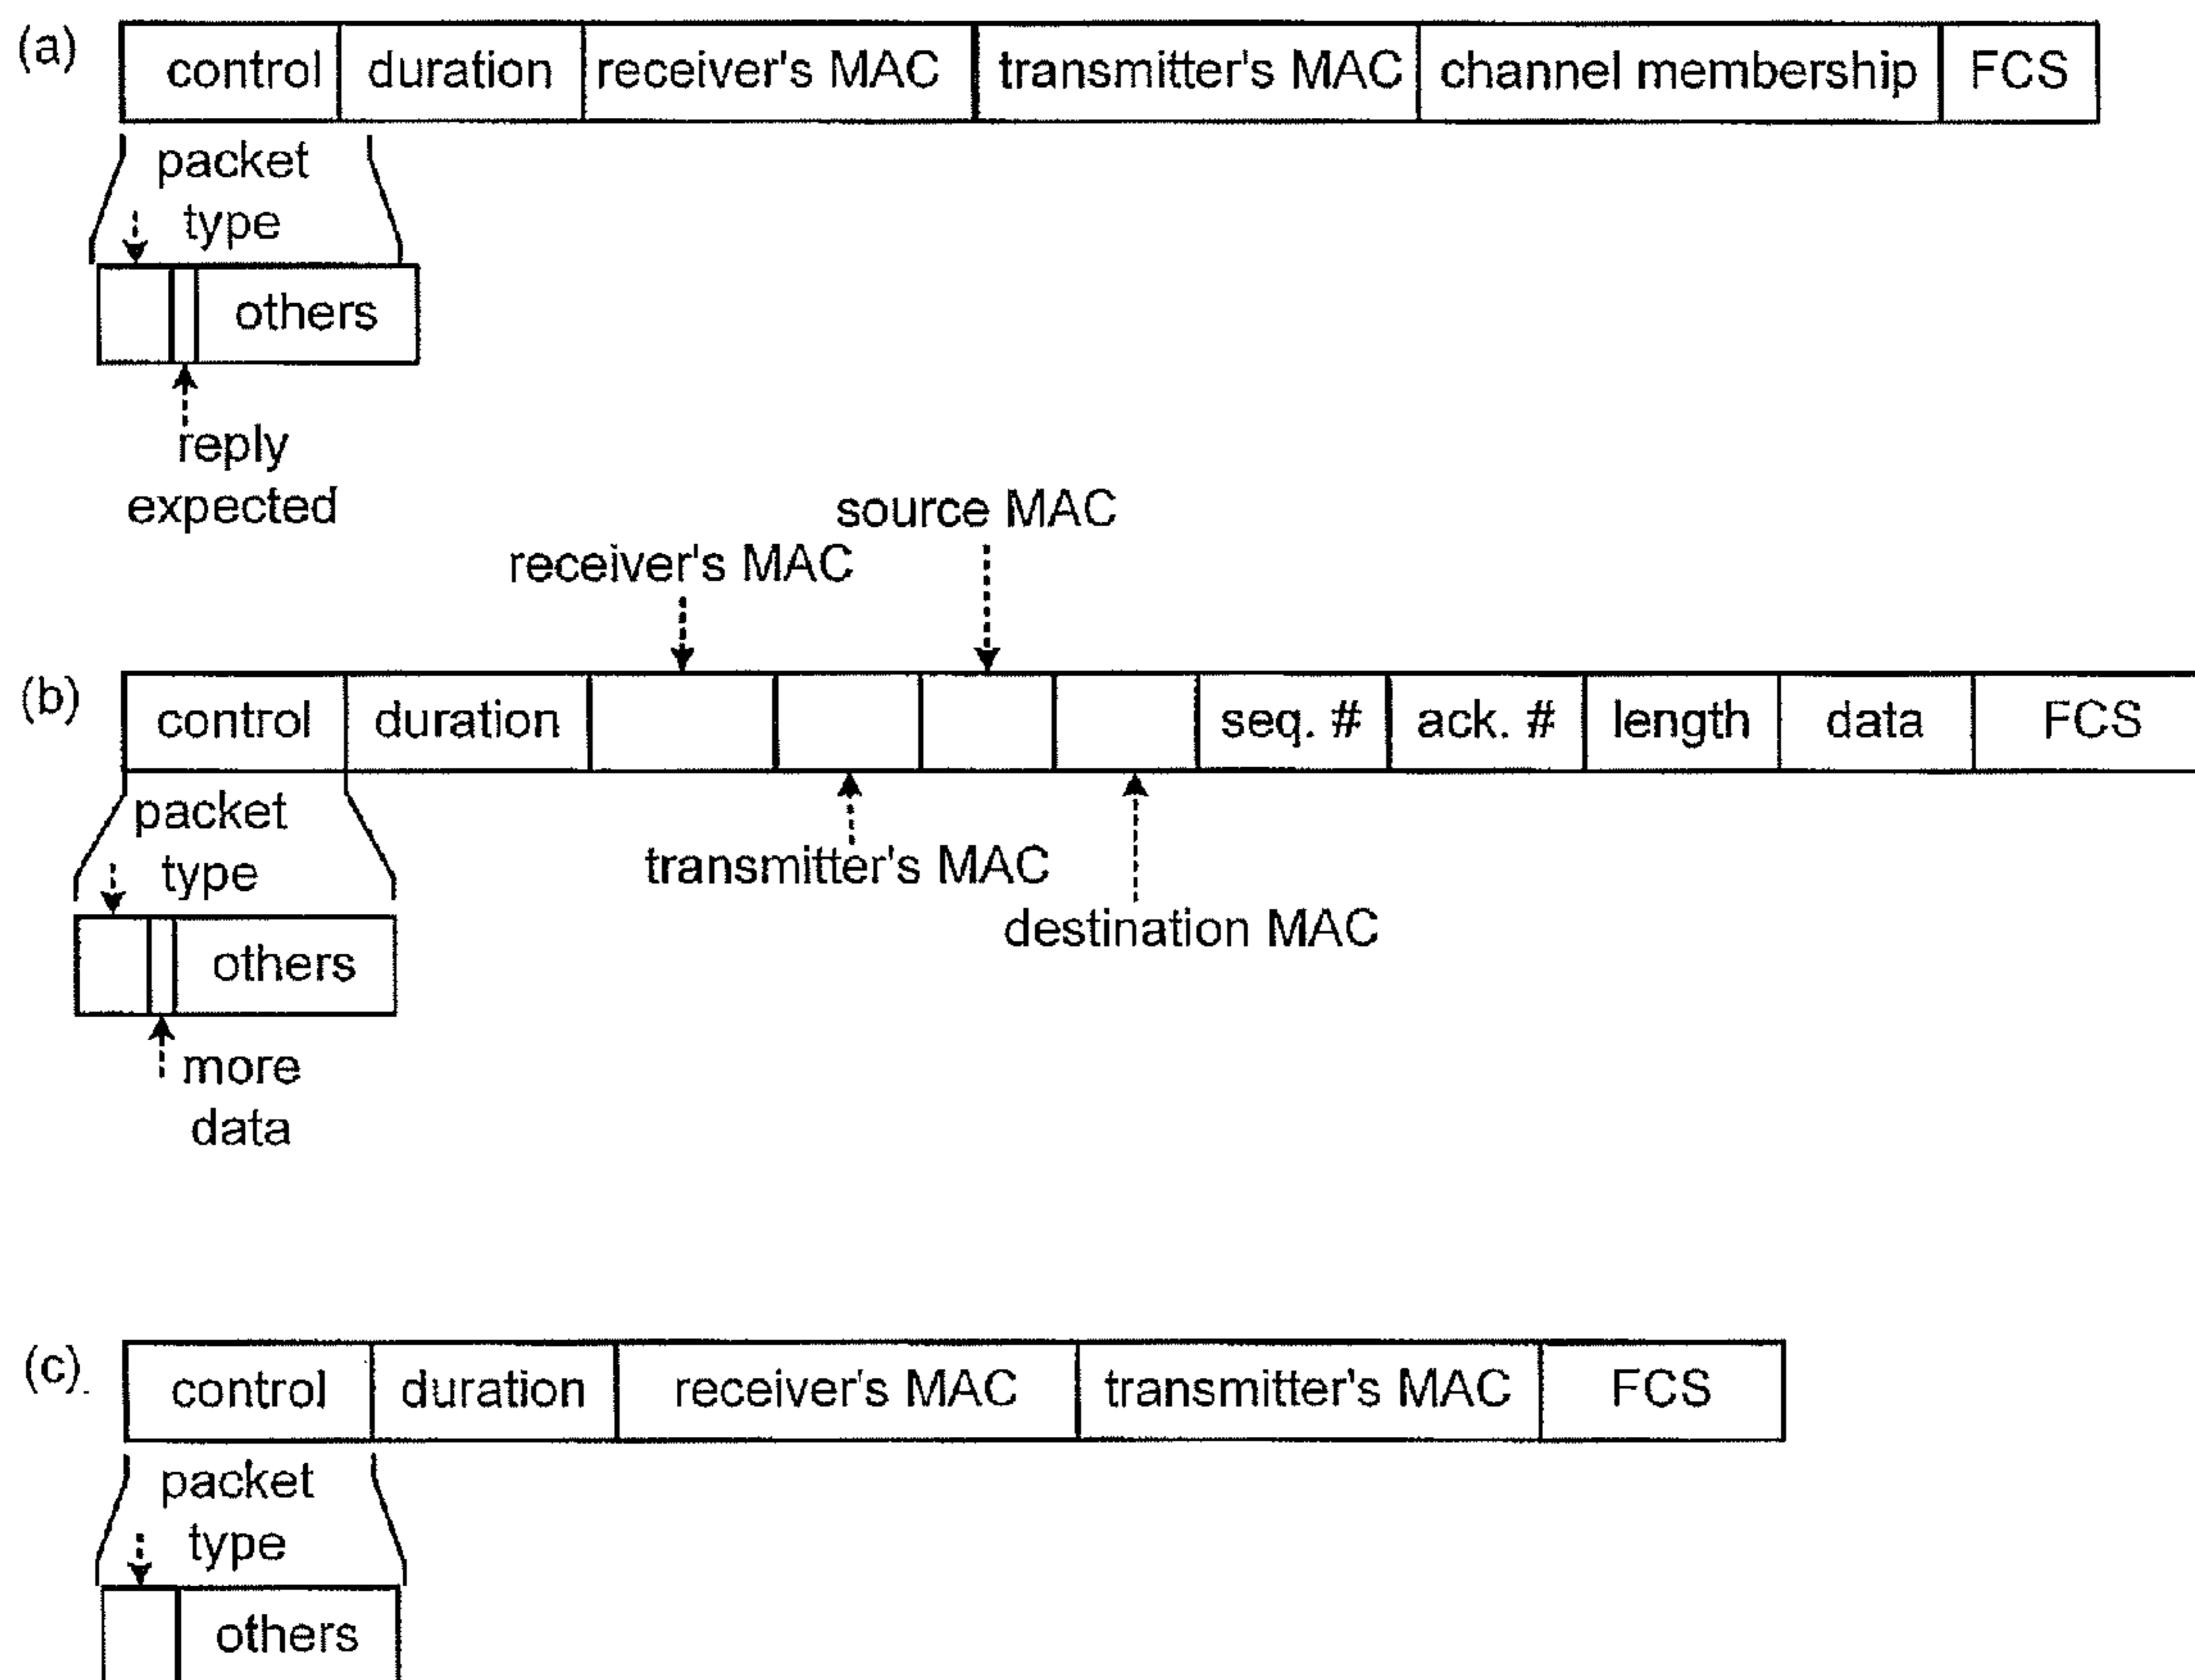 (a)
control duration receiver's MAC transmitter's MAC channel membership FCS
packet
type
others
reply
expected
source MAC
receiver's MAC
(b)
control duration seq. # ack. # length data FCS
packet
type
transmitter's MAC
destination MAC
others
more
data
(c)
control duration receiver's MAC transmitter's MAC FCS
packet
type
others